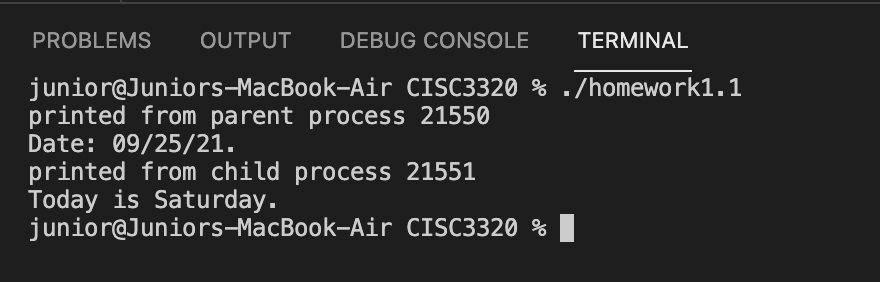 PROBLEMS OUTPUT DEBUG CONSOLE TERMINAL
junior@Juniors-MacBook-Air CISC3320 % ./homework1.1
printed from parent process 21550
Date: 09/25/21.
printed from child process 21551
Today is Saturday.
junior@Juniors-MacBook-Air CISC3320 %